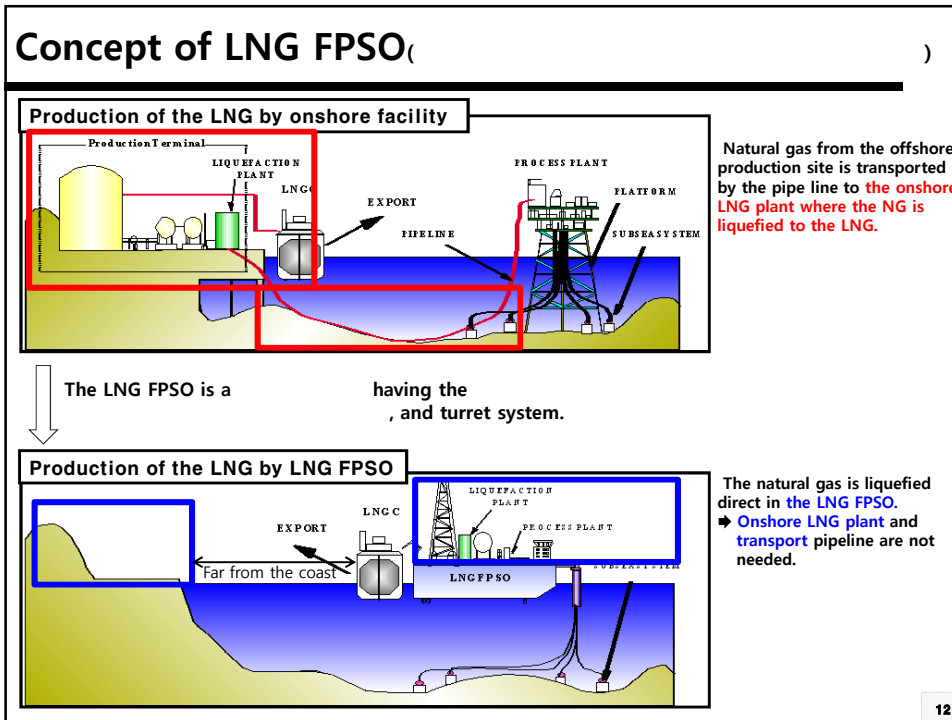 Concept of LNG FPSO( )
Production of the LNG by onshore facility
Production Terminal
LIQUEFACTION
PLANT
LNGC
EXPORT
PIPELINE
PROCESS PLANT
PLATFORM
SUBSEA SYSTEM
Natural gas from the offshore
production site is transported
by the pipe line to the onshore
LNG plant where the NG is
liquefied to the LNG.
The LNG FPSO is a having the
, and turret system.
Production of the LNG by LNG FPSO
LIQUEFACTION
PLANT
PROCESS PLANT
LNGC
EXPORT
Far from the coast
LNG FPSO
SUBSEA SYSTEM
The natural gas is liquefied
direct in the LNG FPSO.
➡ Onshore LNG plant and
transport pipeline are not
needed.
12